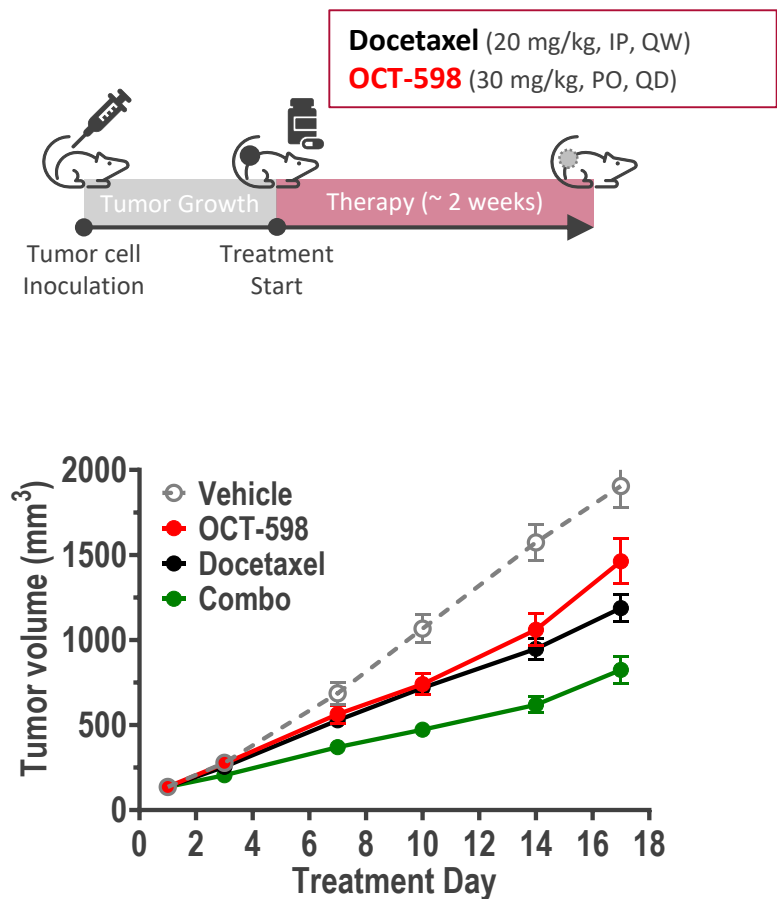 Docetaxel (20 mg/kg, IP, QW)
OCT-598 (30 mg/kg, PO, QD)
Tumor Growth
Therapy (~ 2 weeks)
Tumor cell
Inoculation
Treatment
Start
Tumor volume (mm³)
2000
1500
1000
500
0
Vehicle
OCT-598
Docetaxel
Combo
0 2 4 6 8 10 12 14 16 18
Treatment Day